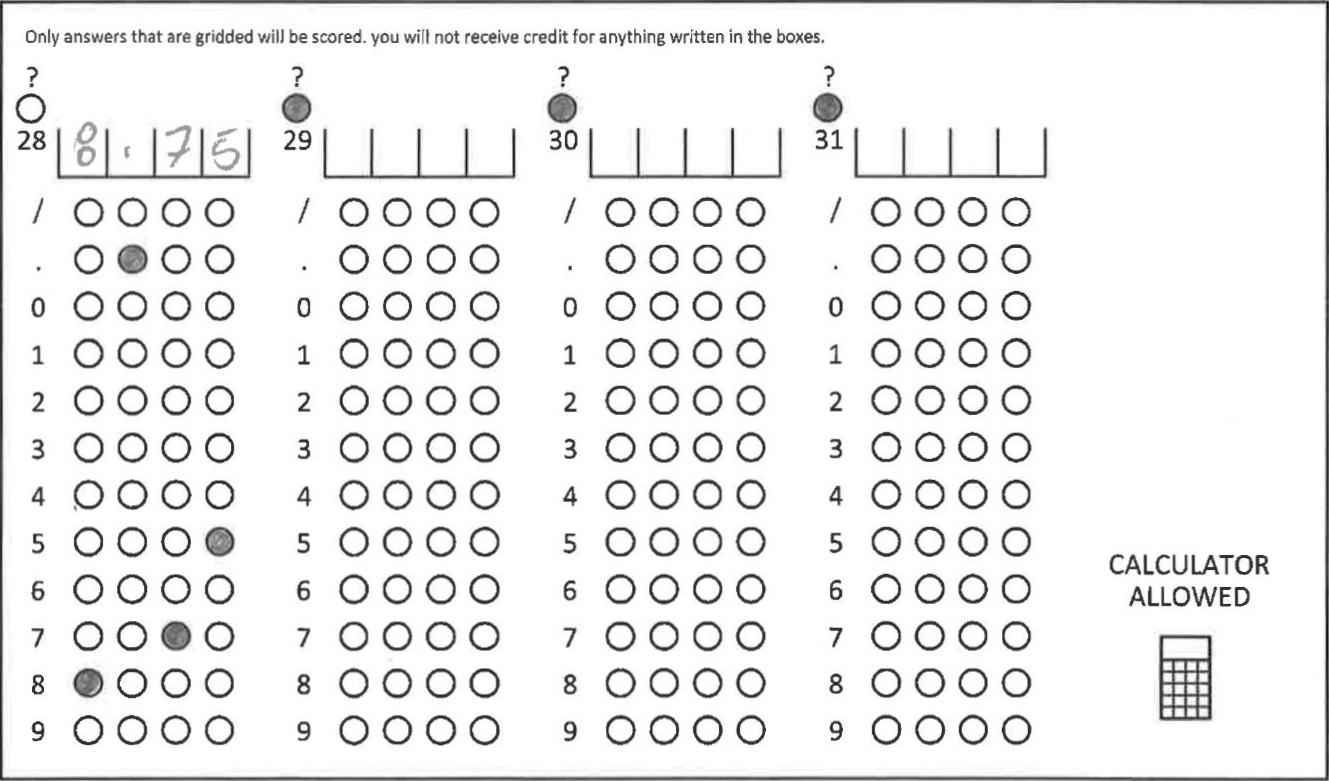 Only answers that are gridded will be scored. you will not receive credit for anything written in the boxes.
? ? ? ?
28 8 . 7 5 29 30 31
/ / / /
. . . .
0 0 0 0
1 1 1 1
2 2 2 2
3 3 3 3
4 4 4 4
5 5 5 5
6 6 6 6
7 7 7 7
8 8 8 8
9 9 9 9
CALCULATOR
ALLOWED